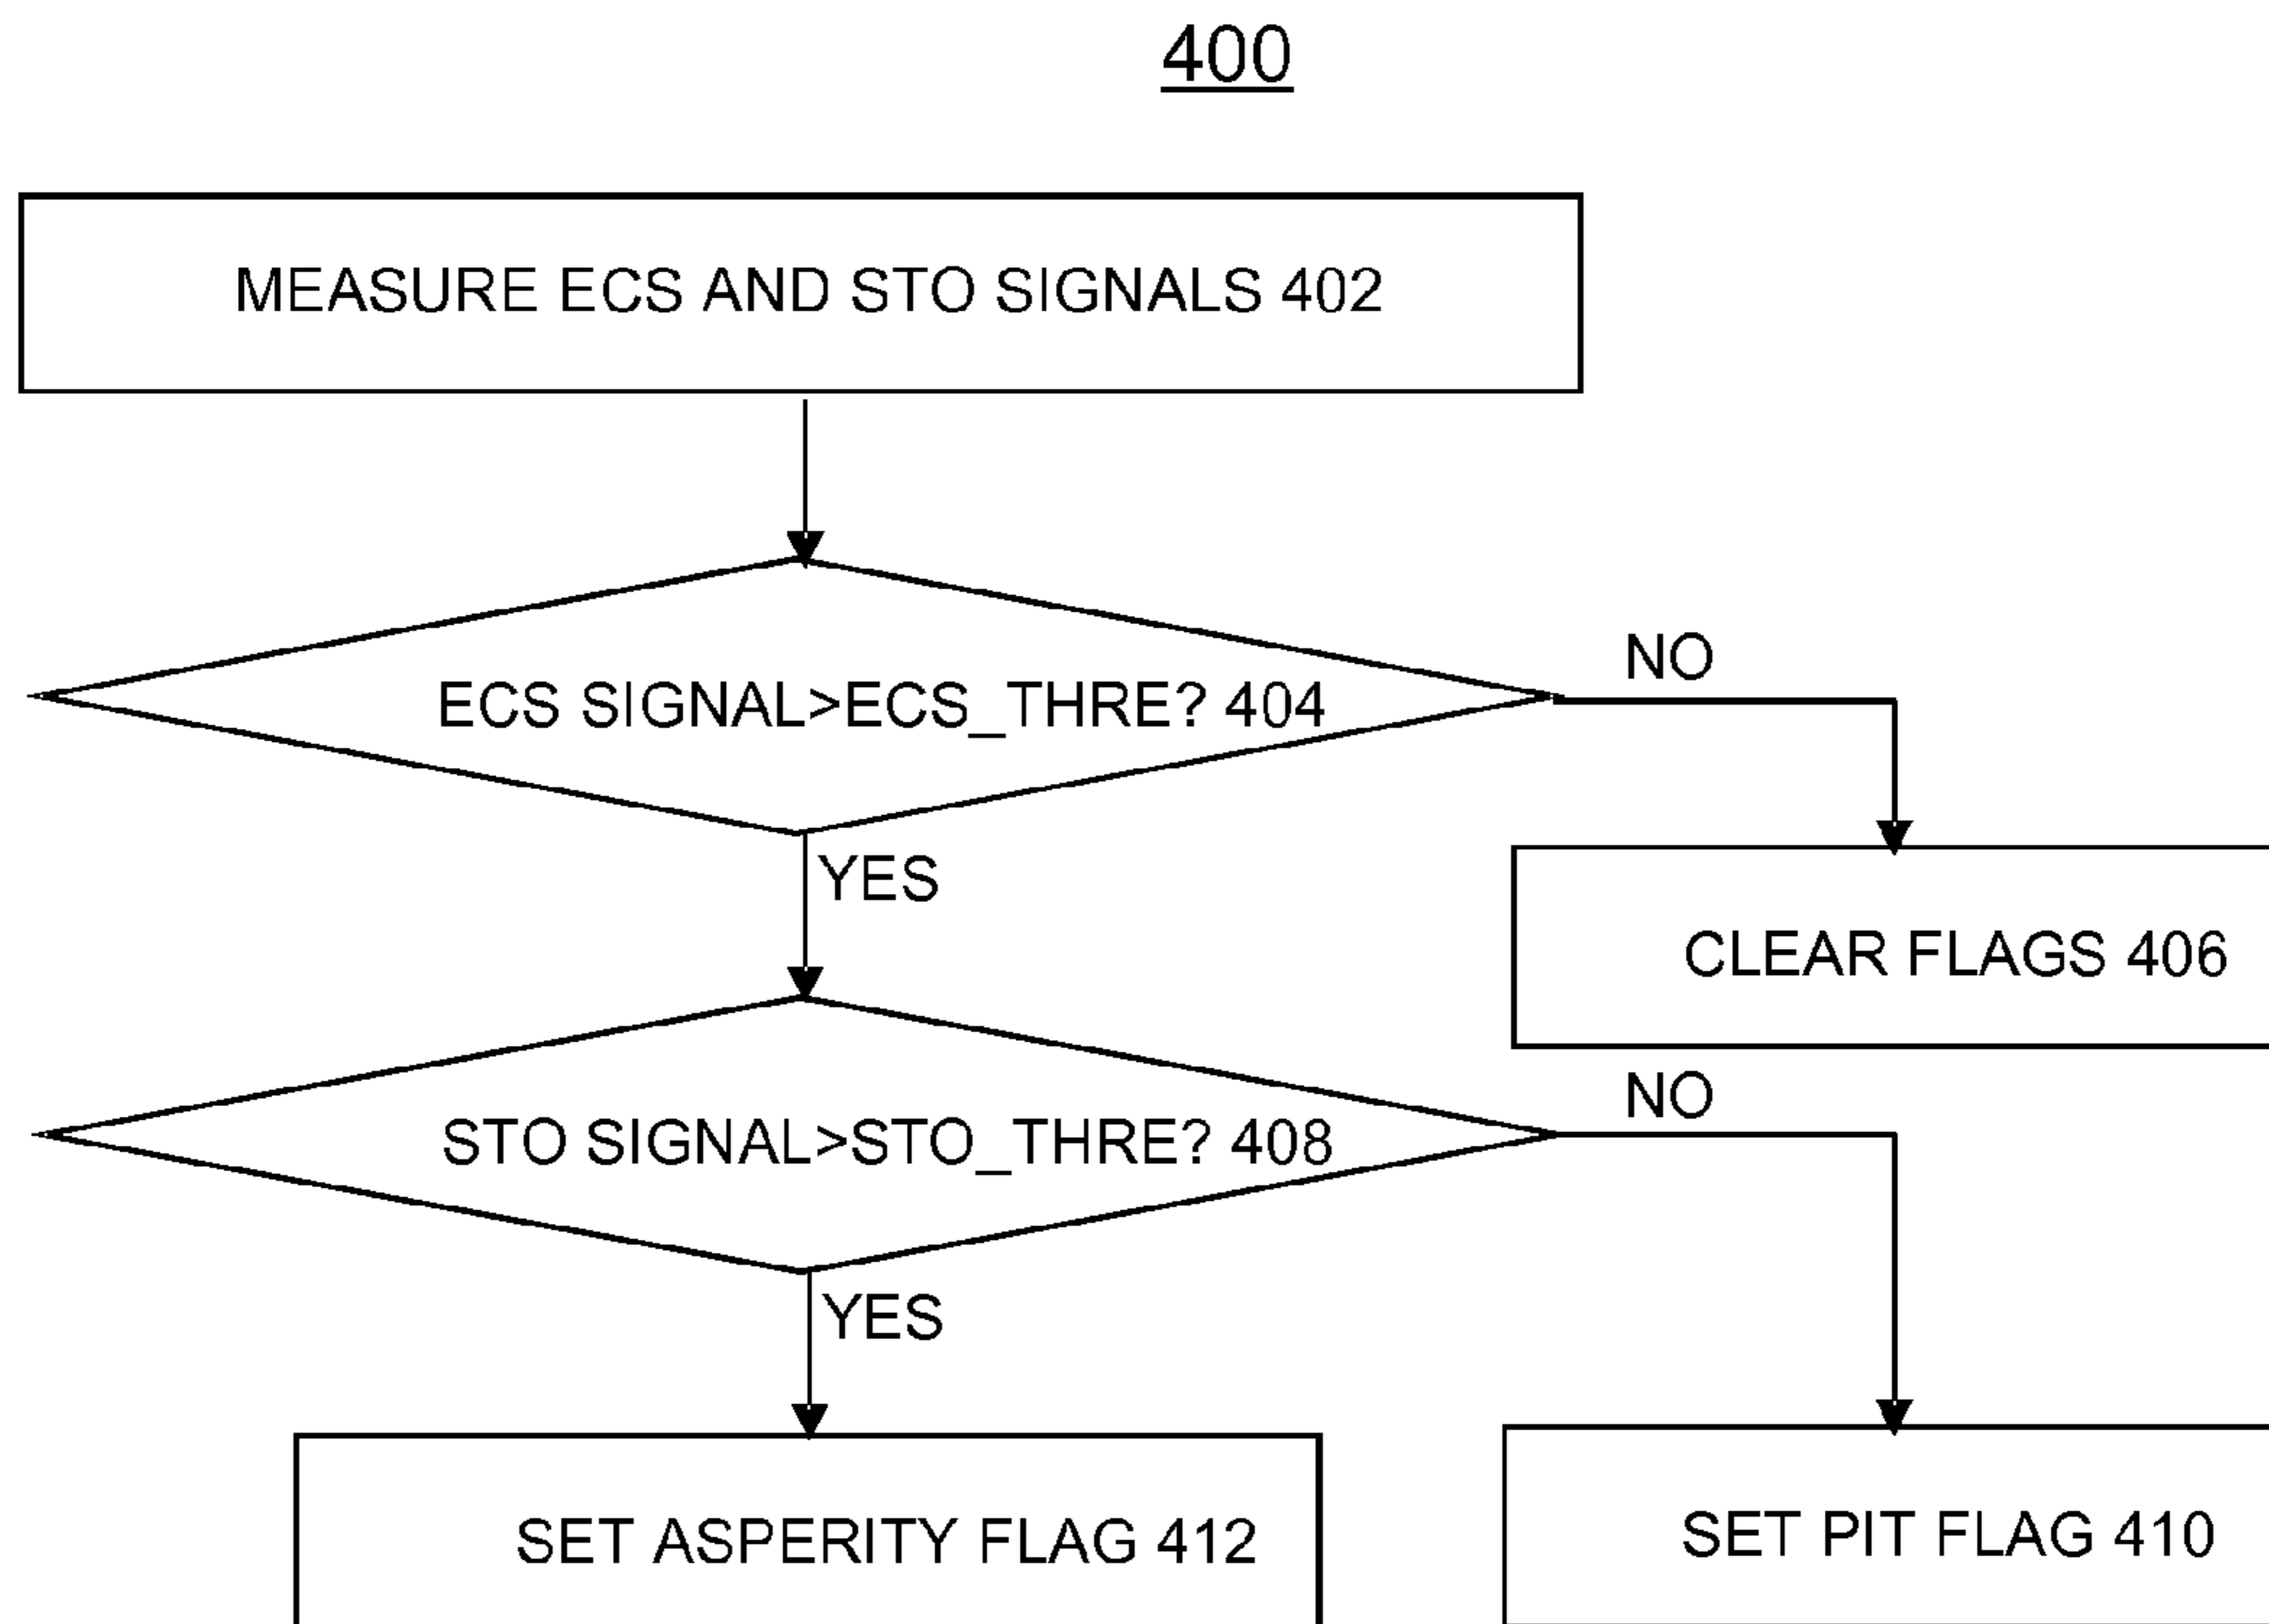 400
MEASURE ECS AND STO SIGNALS 402
ECS SIGNAL>ECS_THRE? 404
NO
YES
CLEAR FLAGS 406
STO SIGNAL>STO_THRE? 408
NO
YES
SET ASPERITY FLAG 412
SET PIT FLAG 410